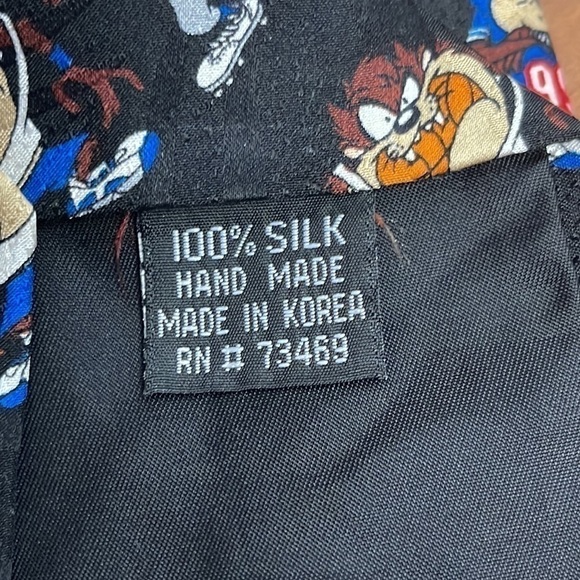 100% SILK
HAND MADE
MADE IN KOREA
RN # 73469